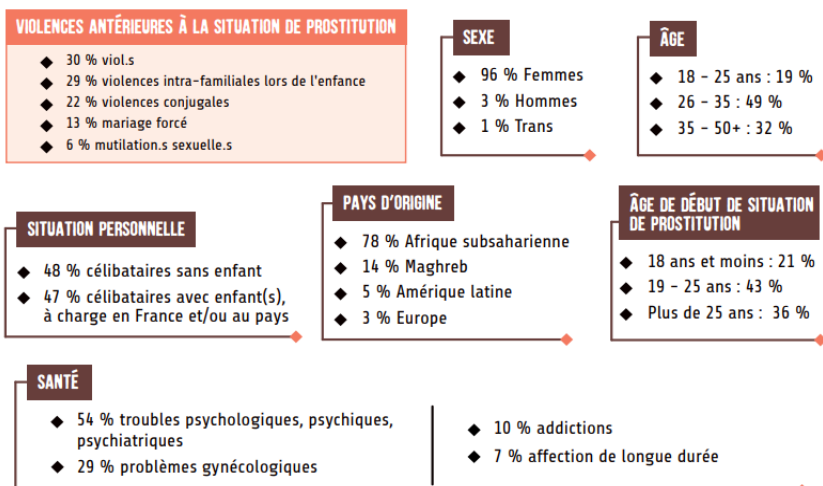 VIOLENCES ANTÉRIEURES À LA SITUATION DE PROSTITUTION
30 % viol.s
29 % violences intra-familiales lors de l'enfance
22 % violences conjugales
13 % mariage forcé
6 % mutilation.s sexuelle.s
SEXE
96 % Femmes
3 % Hommes
1 % Trans
ÂGE
18 - 25 ans : 19 %
26 - 35 : 49 %
35 - 50+ : 32 %
SITUATION PERSONNELLE
48 % célibataires sans enfant
47 % célibataires avec enfant(s),
à charge en France et/ou au pays
PAYS D'ORIGINE
78 % Afrique subsaharienne
14 % Maghreb
5 % Amérique latine
3 % Europe
ÂGE DE DÉBUT DE SITUATION
DE PROSTITUTION
18 ans et moins : 21 %
19 - 25 ans : 43 %
Plus de 25 ans : 36 %
SANTÉ
54 % troubles psychologiques, psychiques,
psychiatriques
29 % problèmes gynécologiques
10 % addictions
7 % affection de longue durée